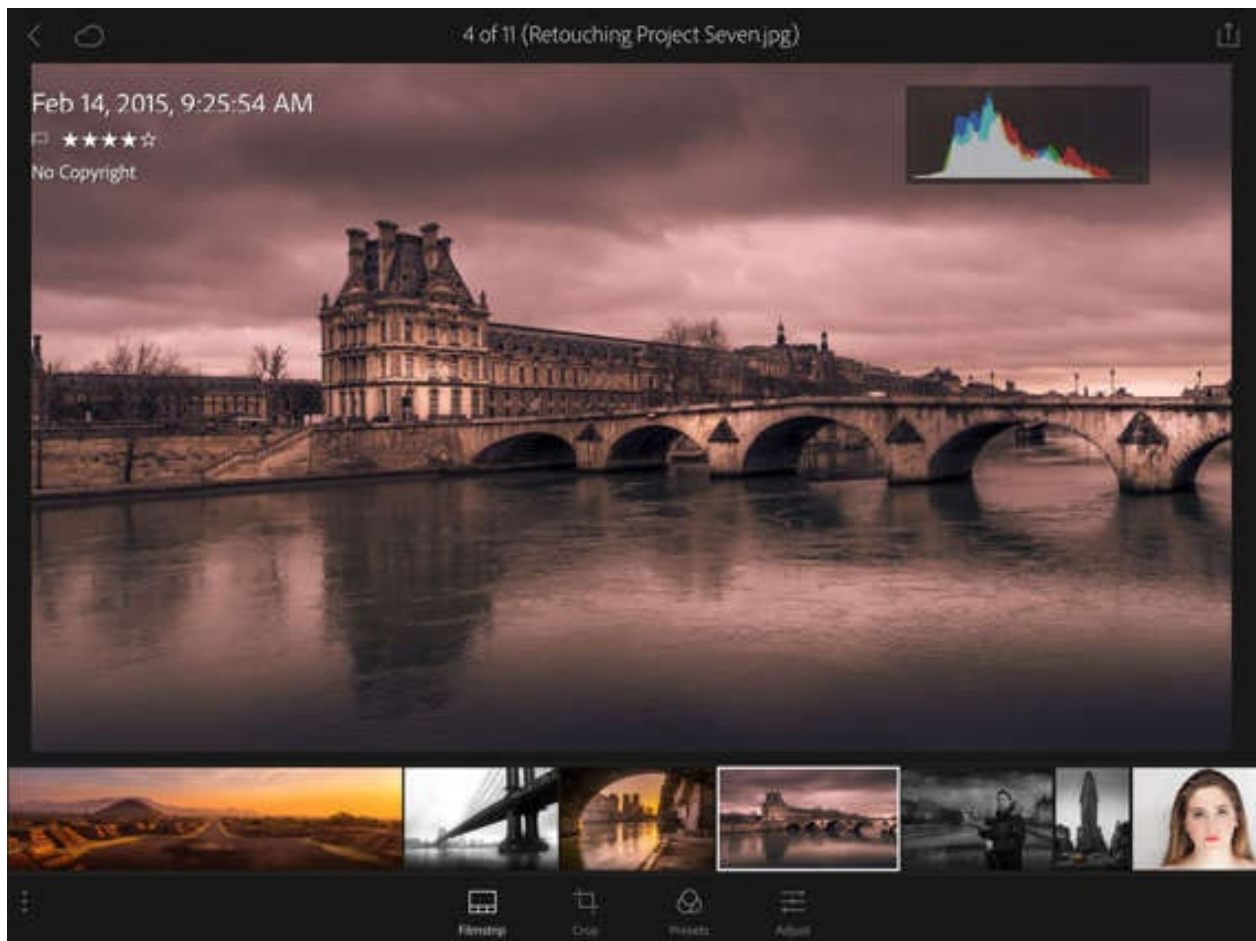 4 of 11 (Retouching Project Seven.jpg)
Feb 14, 2015, 9:25:54 AM
No Copyright
Filmstrip
Crop
Presets
Adjust